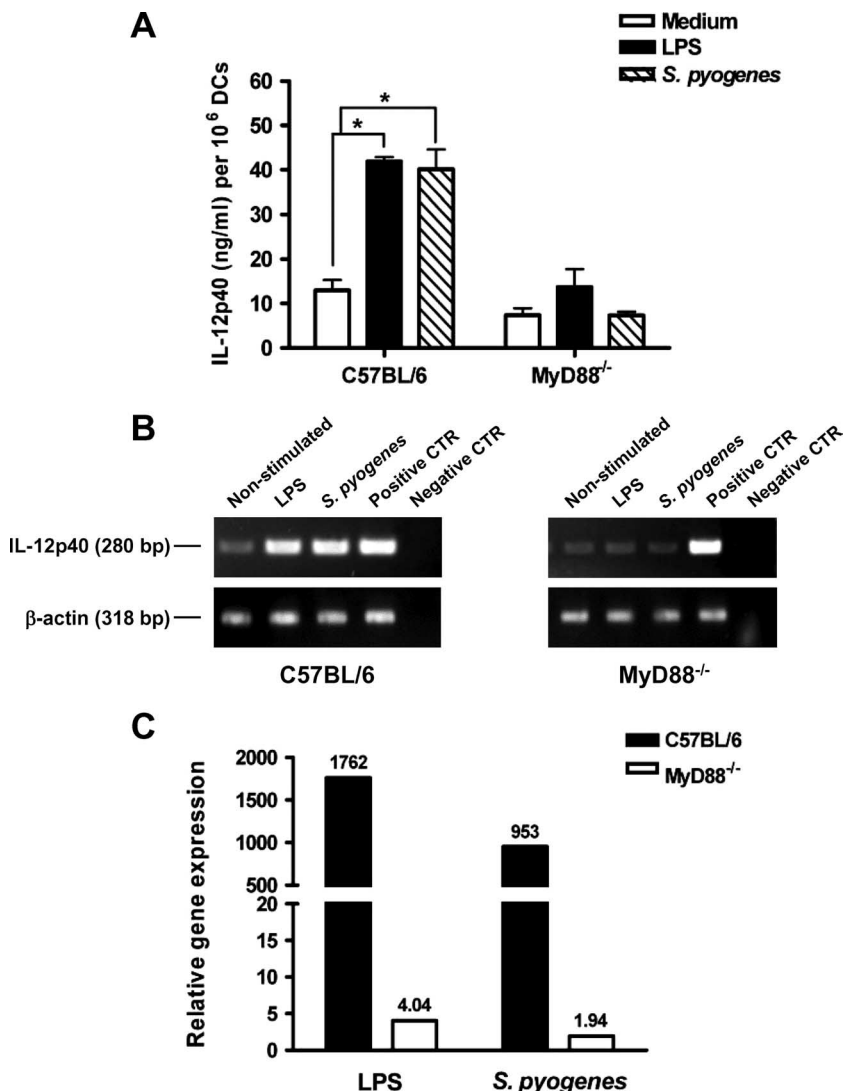 A
Medium
LPS
S. pyogenes
IL-12p40 (ng/ml) per 10⁶ DCs
60
50
40
30
20
10
0
*
*
C57BL/6
MyD88⁻/⁻
B
Non-stimulated
LPS
S. pyogenes
Positive CTR
Negative CTR
Non-stimulated
LPS
S. pyogenes
Positive CTR
Negative CTR
IL-12p40 (280 bp)
β-actin (318 bp)
C57BL/6
MyD88⁻/⁻
C
C57BL/6
MyD88⁻/⁻
Relative gene expression
2000
1500
1000
500
20
15
10
5
0
1762
4.04
953
1.94
LPS
S. pyogenes